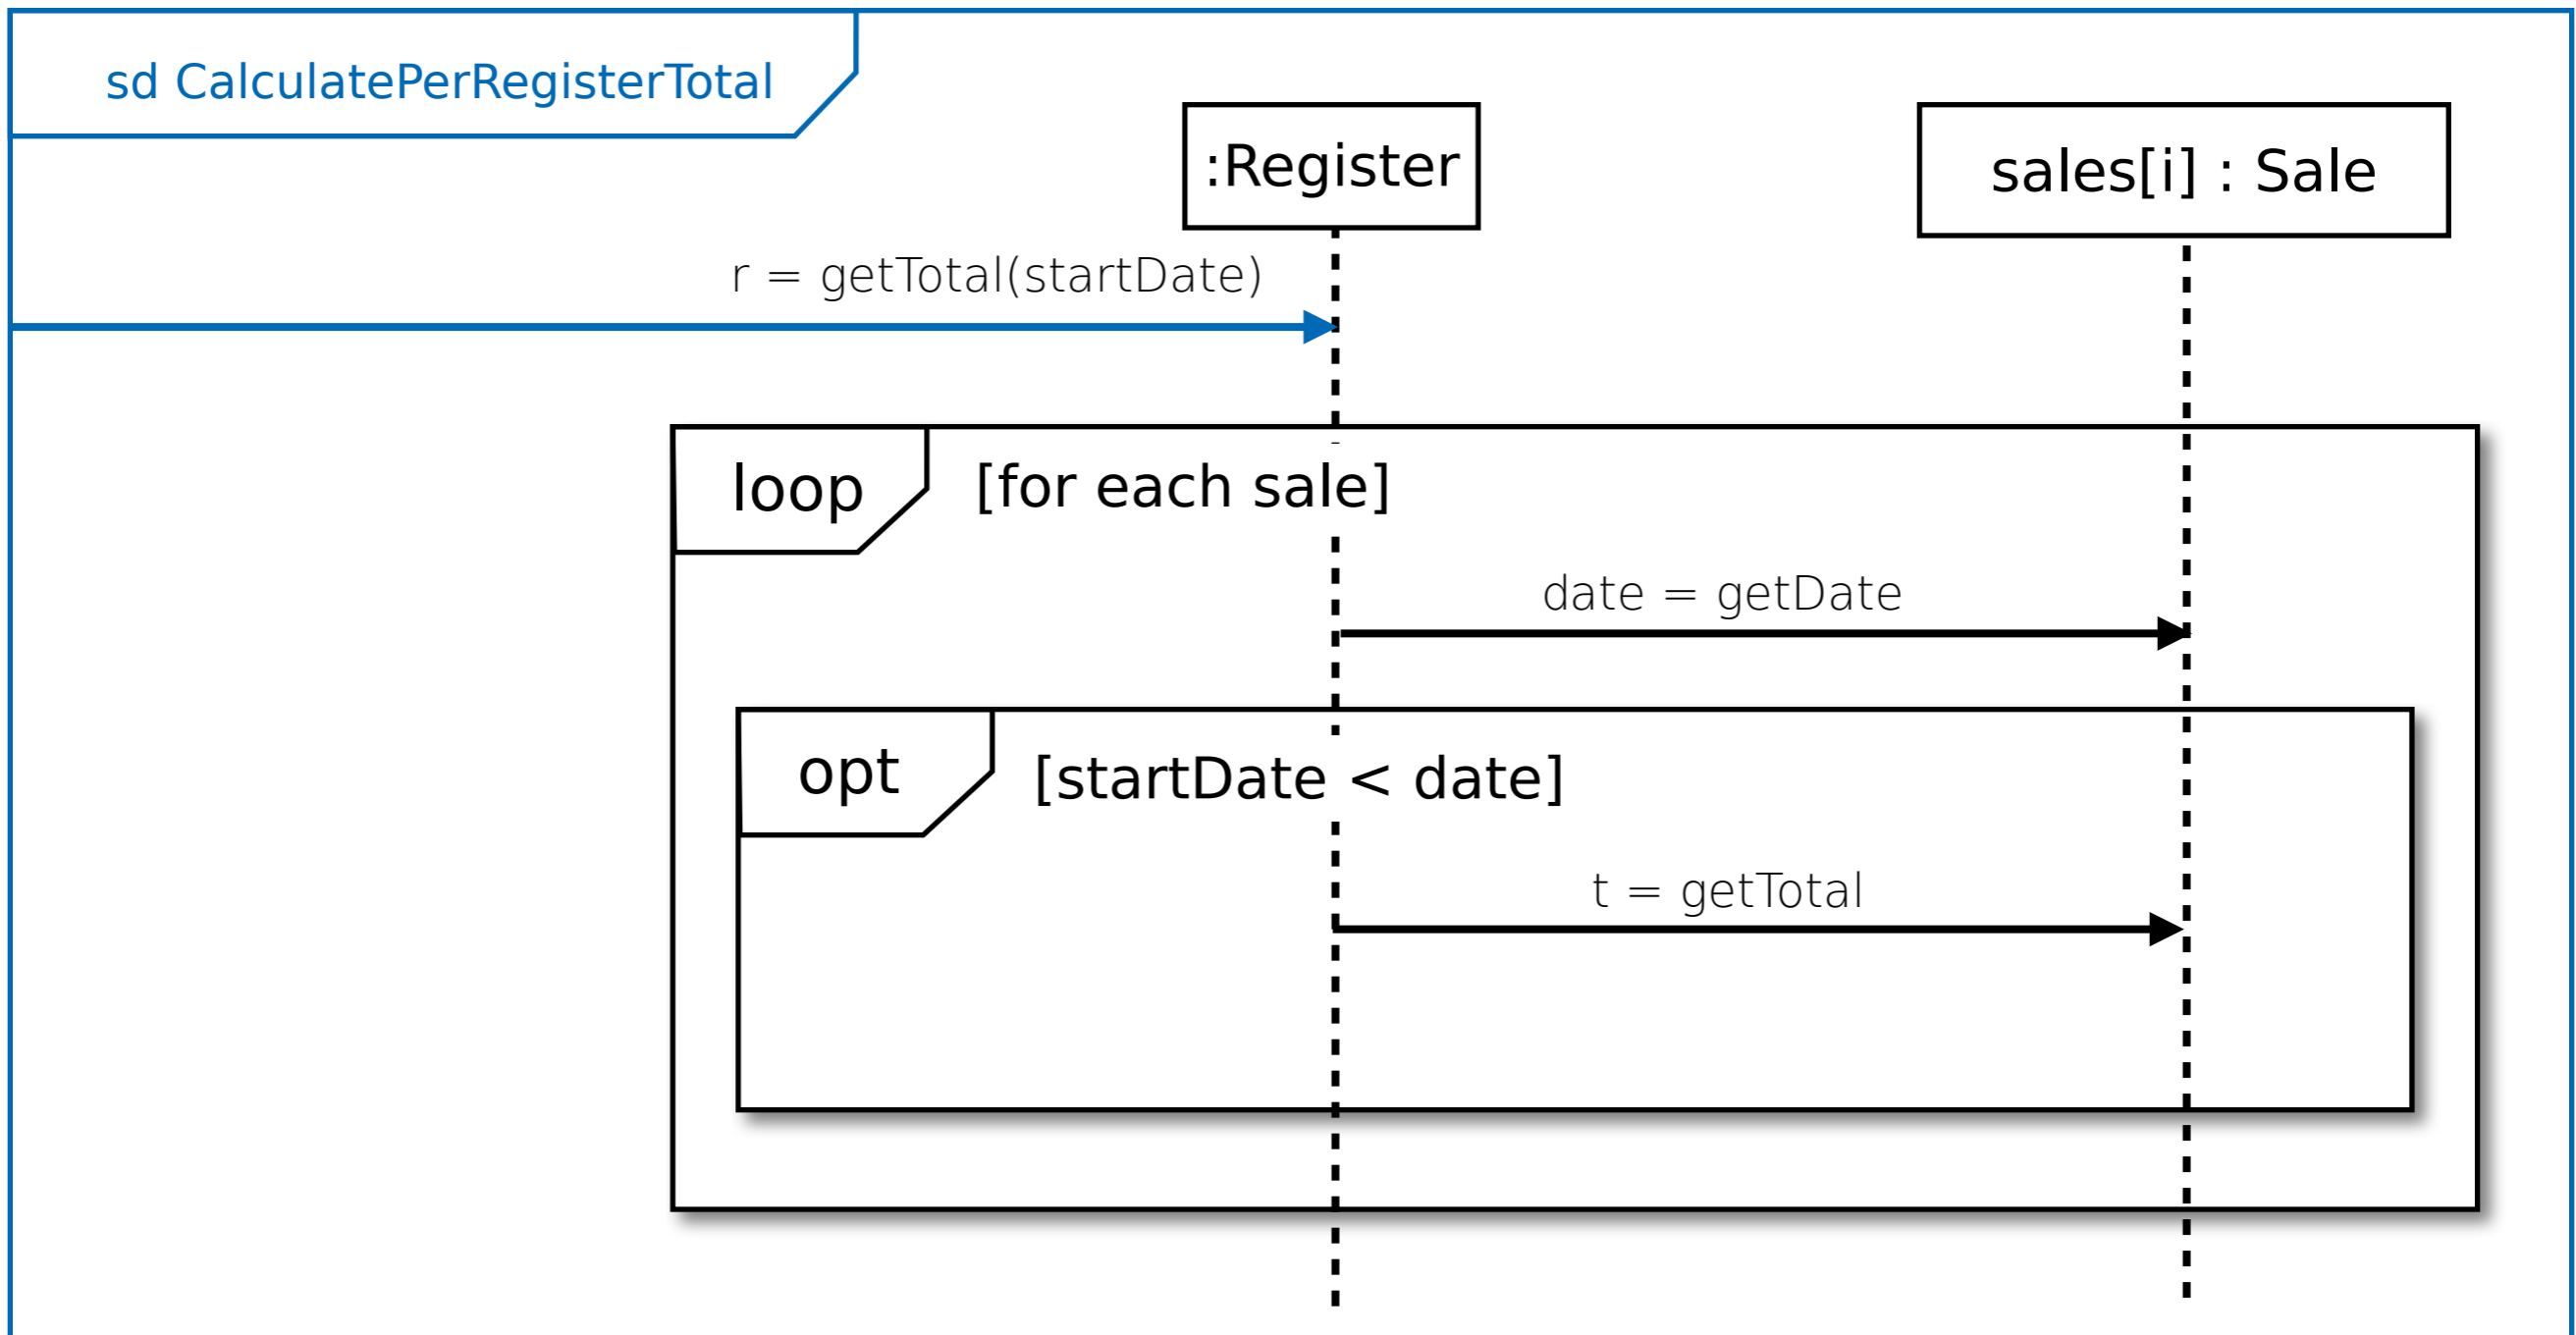 sd CalculatePerRegisterTotal
:Register
sales[i] : Sale
r = getTotal(startDate)
loop
[for each sale]
date = getDate
opt
[startDate < date]
t = getTotal